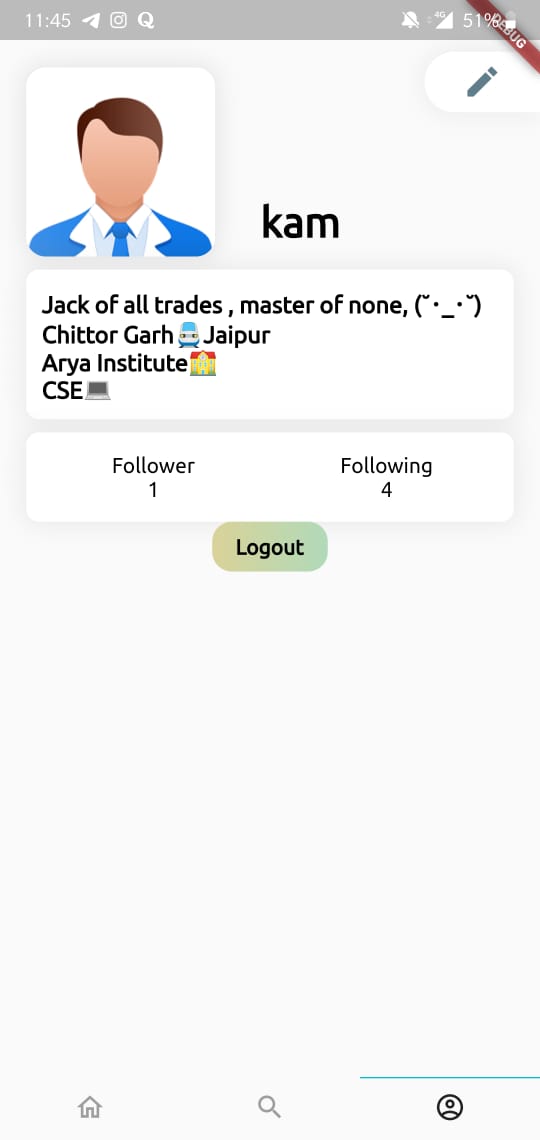 11:45
4G
51%
DEBUG
kam
Jack of all trades , master of none, (˘･_･˘)
Chittor Garh🚆Jaipur
Arya Institute🏫
CSE💻
Follower
1
Following
4
Logout